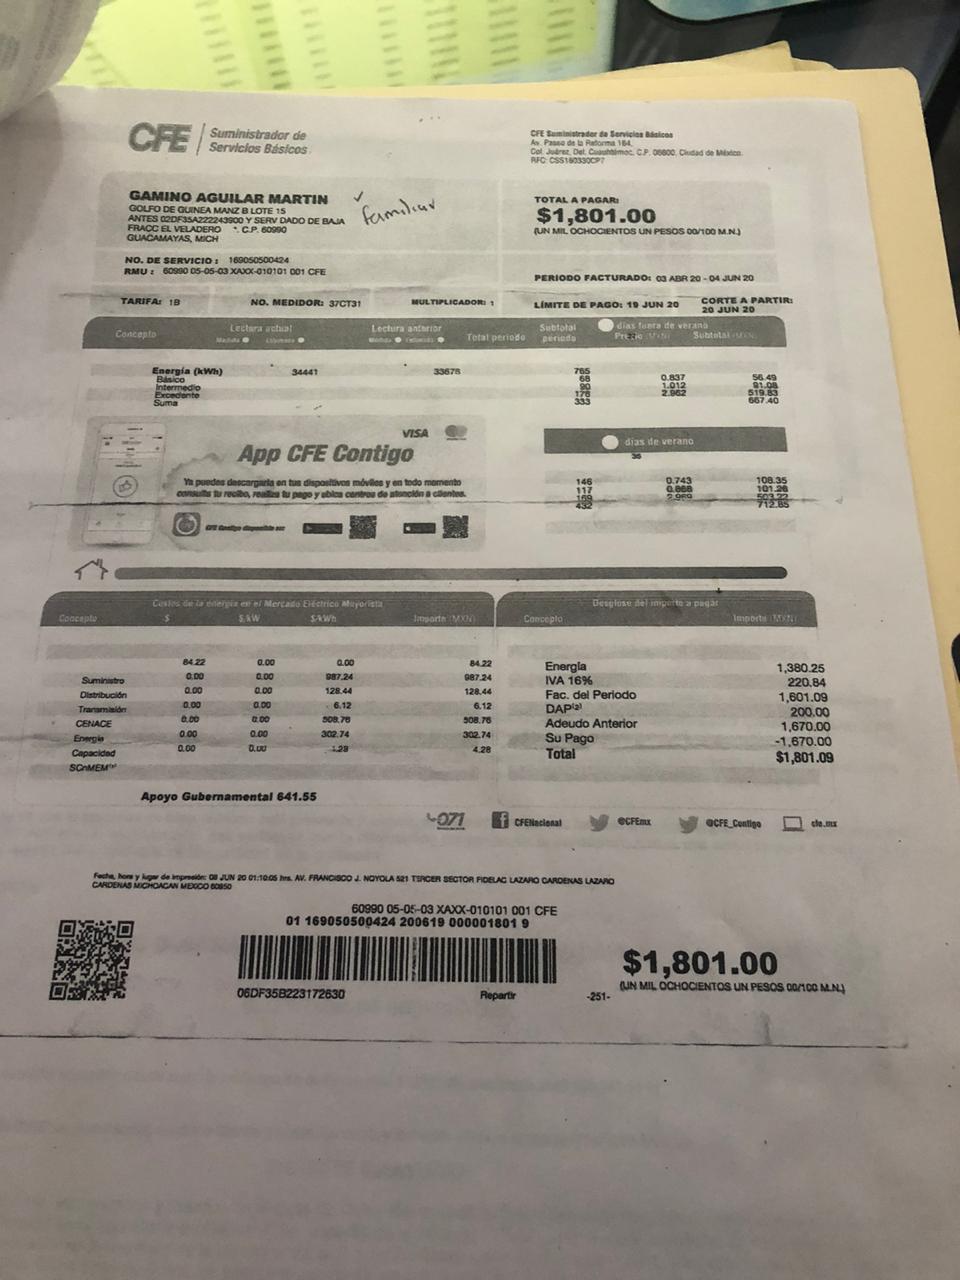 CFE Suministrador de
Servicios Básicos
CFE Suministrador de Servicios Básicos
Av. Paseo de la Reforma 164,
Col. Juárez, Del. Cuauhtémoc, C.P. 06600, Ciudad de México.
RFC: CSS160330CP7
GAMINO AGUILAR MARTIN
familiar
GOLFO DE GUINEA MANZ B LOTE 15
ANTES 02DF35A222243900 Y SERV DADO DE BAJA
FRACC EL VELADERO *. C.P. 60990
GUACAMAYAS, MICH
TOTAL A PAGAR:
$1,801.00
(UN MIL OCHOCIENTOS UN PESOS 00/100 M.N.)
NO. DE SERVICIO : 169050500424
RMU : 60990 05-05-03 XAXX-010101 001 CFE
PERIODO FACTURADO: 03 ABR 20 - 04 JUN 20
TARIFA: 1B NO. MEDIDOR: 37CT31 MULTIPLICADOR: 1
LÍMITE DE PAGO: 19 JUN 20 CORTE A PARTIR:
20 JUN 20
Concepto Lectura actual Lectura anterior Total periodo Subtotal periodo días fuera de verano
Medida Estimada Medida Estimada Precio (MXN) Subtotal (MXN)
Energía (kWh) 34441 33676 765
Básico 68 0.837 56.49
Intermedio 90 1.012 91.08
Excedente 176 2.962 519.83
Suma 333 667.40
VISA
App CFE Contigo
Ya puedes descargarla en tus dispositivos móviles y en todo momento
consulta tu recibo, realiza tu pago y ubica centros de atención a clientes.
CFE Contigo disponible en:
días de verano
36
146 0.743 108.35
117 0.866 101.28
169 2.969 503.22
432 712.85
Costos de la energía en el Mercado Eléctrico Mayorista
Concepto $ $/kW $/kWh Importe (MXN)
84.22 0.00 0.00 84.22
Suministro 0.00 0.00 987.24 987.24
Distribución 0.00 0.00 128.44 128.44
Transmisión 0.00 0.00 6.12 6.12
CENACE 0.00 0.00 508.76 508.76
Energía 0.00 0.00 302.74 302.74
Capacidad 0.00 0.00 4.28
SCnMEM
Apoyo Gubernamental 641.55
Desglose del importe a pagar
Concepto Importe (MXN)
Energía 1,380.25
IVA 16% 220.84
Fac. del Periodo 1,601.09
DAP(2) 200.00
Adeudo Anterior 1,670.00
Su Pago -1,670.00
Total $1,801.09
071 CFENacional @CFEmx @CFE_Contigo cfe.mx
Fecha, hora y lugar de impresión: 08 JUN 20 01:10:05 hrs. AV. FRANCISCO J. NOYOLA 521 TERCER SECTOR FIDELAC LAZARO CARDENAS LAZARO
CARDENAS MICHOACAN MEXICO 60950
60990 05-05-03 XAXX-010101 001 CFE
01 169050500424 200619 000001801 9
06DF35B223172630 Repartir -251-
$1,801.00
(UN MIL OCHOCIENTOS UN PESOS 00/100 M.N.)